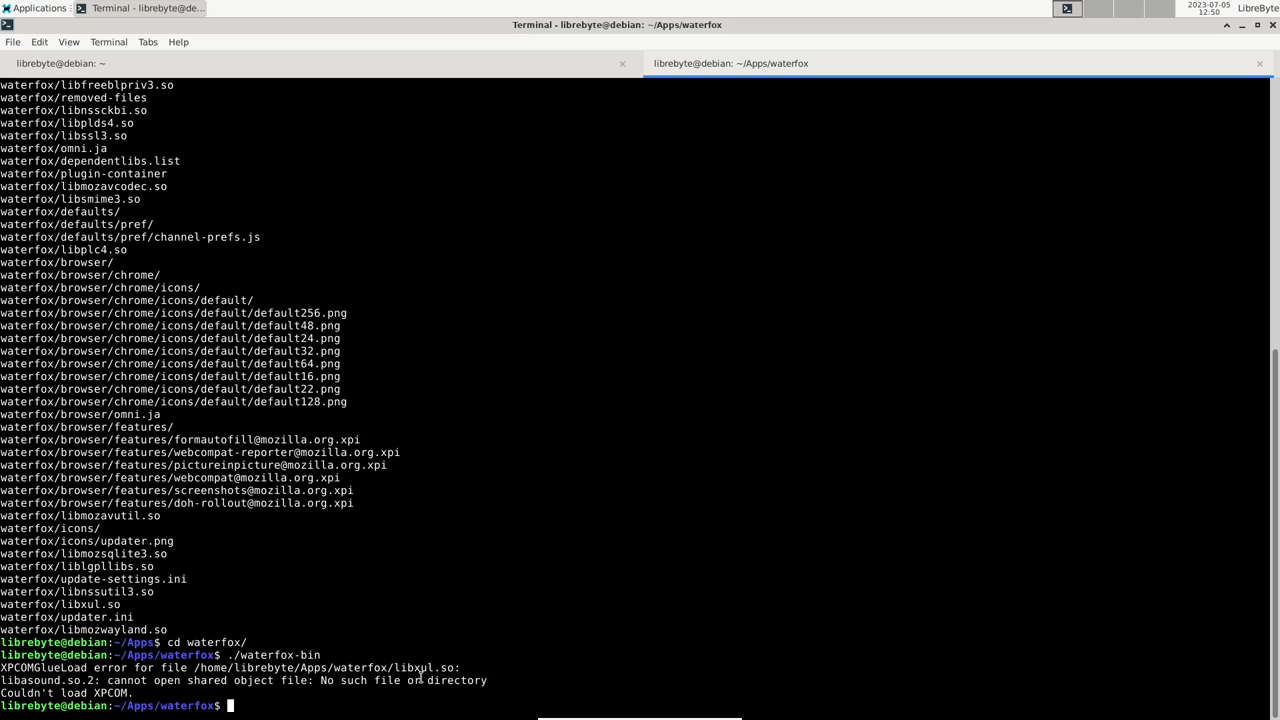 Applications
Terminal - librebyte@de...
2023-07-05
12:50
LibreByte
Terminal - librebyte@debian: ~/Apps/waterfox
File Edit View Terminal Tabs Help
librebyte@debian: ~
librebyte@debian: ~/Apps/waterfox
waterfox/libfreeblpriv3.so
waterfox/removed-files
waterfox/libnssckbi.so
waterfox/libplds4.so
waterfox/libssl3.so
waterfox/omni.ja
waterfox/dependentlibs.list
waterfox/plugin-container
waterfox/libmozavcodec.so
waterfox/libsmime3.so
waterfox/defaults/
waterfox/defaults/pref/
waterfox/defaults/pref/channel-prefs.js
waterfox/libplc4.so
waterfox/browser/
waterfox/browser/chrome/
waterfox/browser/chrome/icons/
waterfox/browser/chrome/icons/default/
waterfox/browser/chrome/icons/default/default256.png
waterfox/browser/chrome/icons/default/default48.png
waterfox/browser/chrome/icons/default/default24.png
waterfox/browser/chrome/icons/default/default32.png
waterfox/browser/chrome/icons/default/default64.png
waterfox/browser/chrome/icons/default/default16.png
waterfox/browser/chrome/icons/default/default22.png
waterfox/browser/chrome/icons/default/default128.png
waterfox/browser/omni.ja
waterfox/browser/features/
waterfox/browser/features/formautofill@mozilla.org.xpi
waterfox/browser/features/webcompat-reporter@mozilla.org.xpi
waterfox/browser/features/pictureinpicture@mozilla.org.xpi
waterfox/browser/features/webcompat@mozilla.org.xpi
waterfox/browser/features/screenshots@mozilla.org.xpi
waterfox/browser/features/doh-rollout@mozilla.org.xpi
waterfox/libmozavutil.so
waterfox/icons/
waterfox/icons/updater.png
waterfox/libmozsqlite3.so
waterfox/liblgpllibs.so
waterfox/update-settings.ini
waterfox/libnssutil3.so
waterfox/libxul.so
waterfox/updater.ini
waterfox/libmozwayland.so
librebyte@debian:~/Apps$ cd waterfox/
librebyte@debian:~/Apps/waterfox$ ./waterfox-bin
XPCOMGlueLoad error for file /home/librebyte/Apps/waterfox/libxul.so:
libasound.so.2: cannot open shared object file: No such file or directory
Couldn't load XPCOM.
librebyte@debian:~/Apps/waterfox$